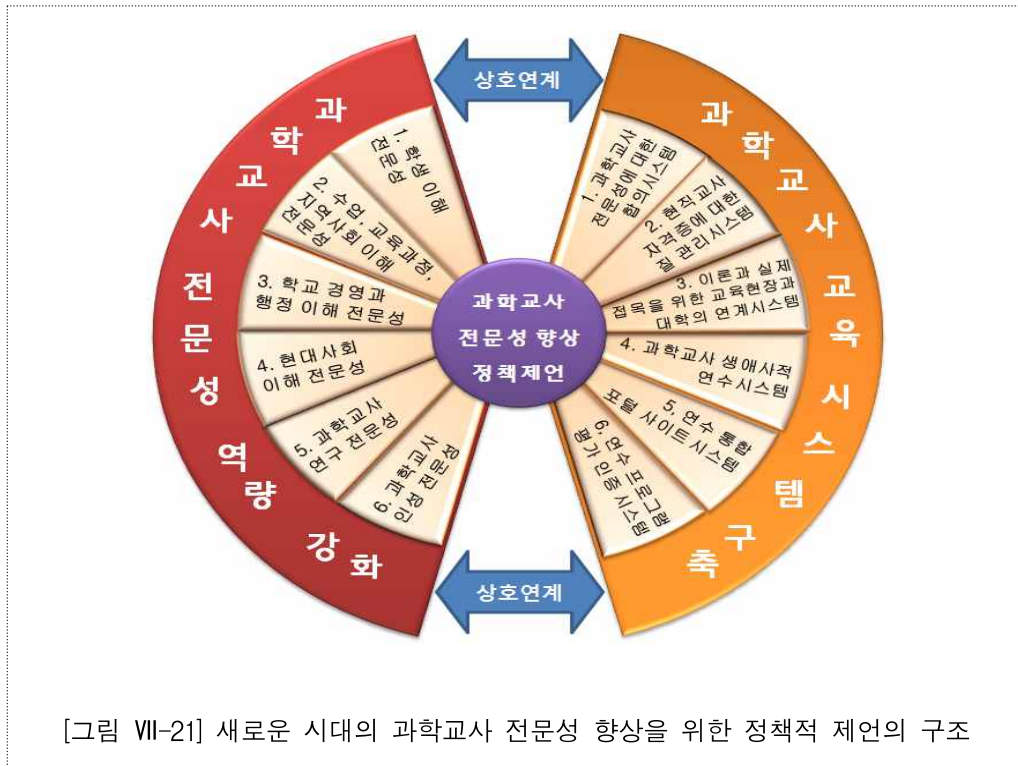 상호연계
과학교사 전문성 역량 강화
1. 학생 이해
전문성
2. 수업, 교육과정,
지역사회 이해
전문성
3. 학교 경영과
행정 이해 전문성
4. 현대사회
이해 전문성
5. 과학교사
연구 전문성
6. 과학교사
인성 전문성
과학교사
전문성 향상
정책제언
과학교사 교육 시스템 구축
1. 과학교사
전문성에 대한
합의시스템
2. 현직교사
자격증에 대한
질 관리시스템
3. 이론과 실제
접목을 위한 교육현장과
대학의 연계시스템
4. 과학교사 생애사적
연수시스템
5, 연수 통합
포털 사이트 시스템
6, 연수 프로그램
평가 인증 시스템
상호연계
[그림 Ⅶ-21] 새로운 시대의 과학교사 전문성 향상을 위한 정책적 제언의 구조